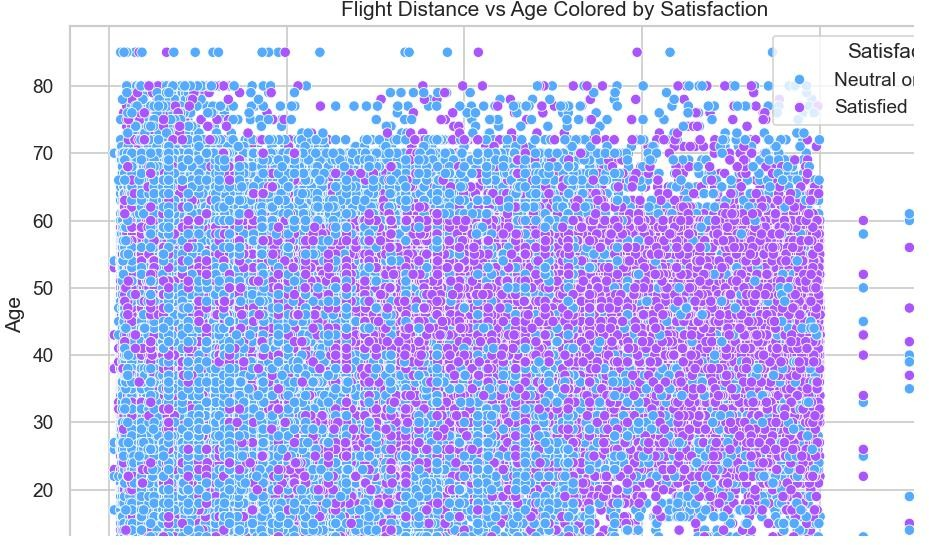 Flight Distance vs Age Colored by Satisfaction
Satisfac
Neutral or
Satisfied
80
70
60
50
40
30
20
Age